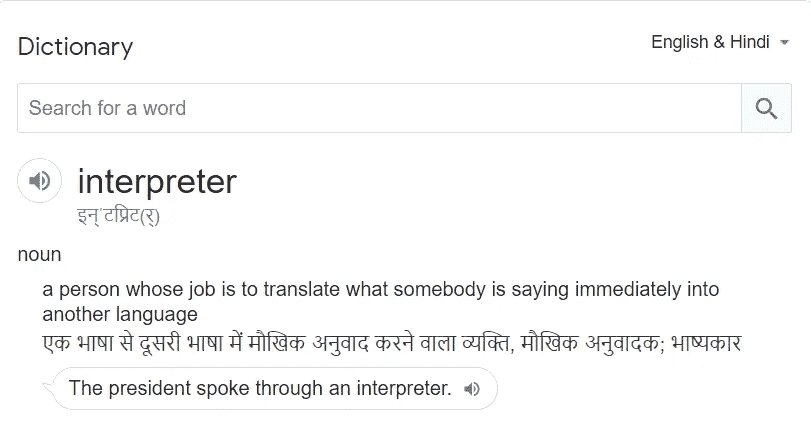 Dictionary
English & Hindi
Search for a word
interpreter
इन्ˈटप्रिट(र्)
noun
a person whose job is to translate what somebody is saying immediately into
another language
एक भाषा से दूसरी भाषा में मौखिक अनुवाद करने वाला व्यक्ति, मौखिक अनुवादक; भाष्यकार
The president spoke through an interpreter.